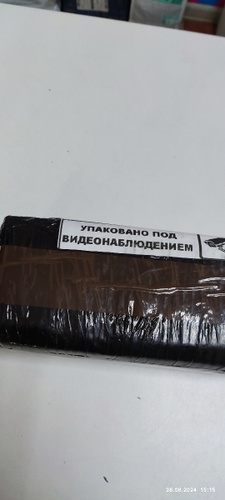 УПАКОВАНО ПОД
ВИДЕОНАБЛЮДЕНИЕМ